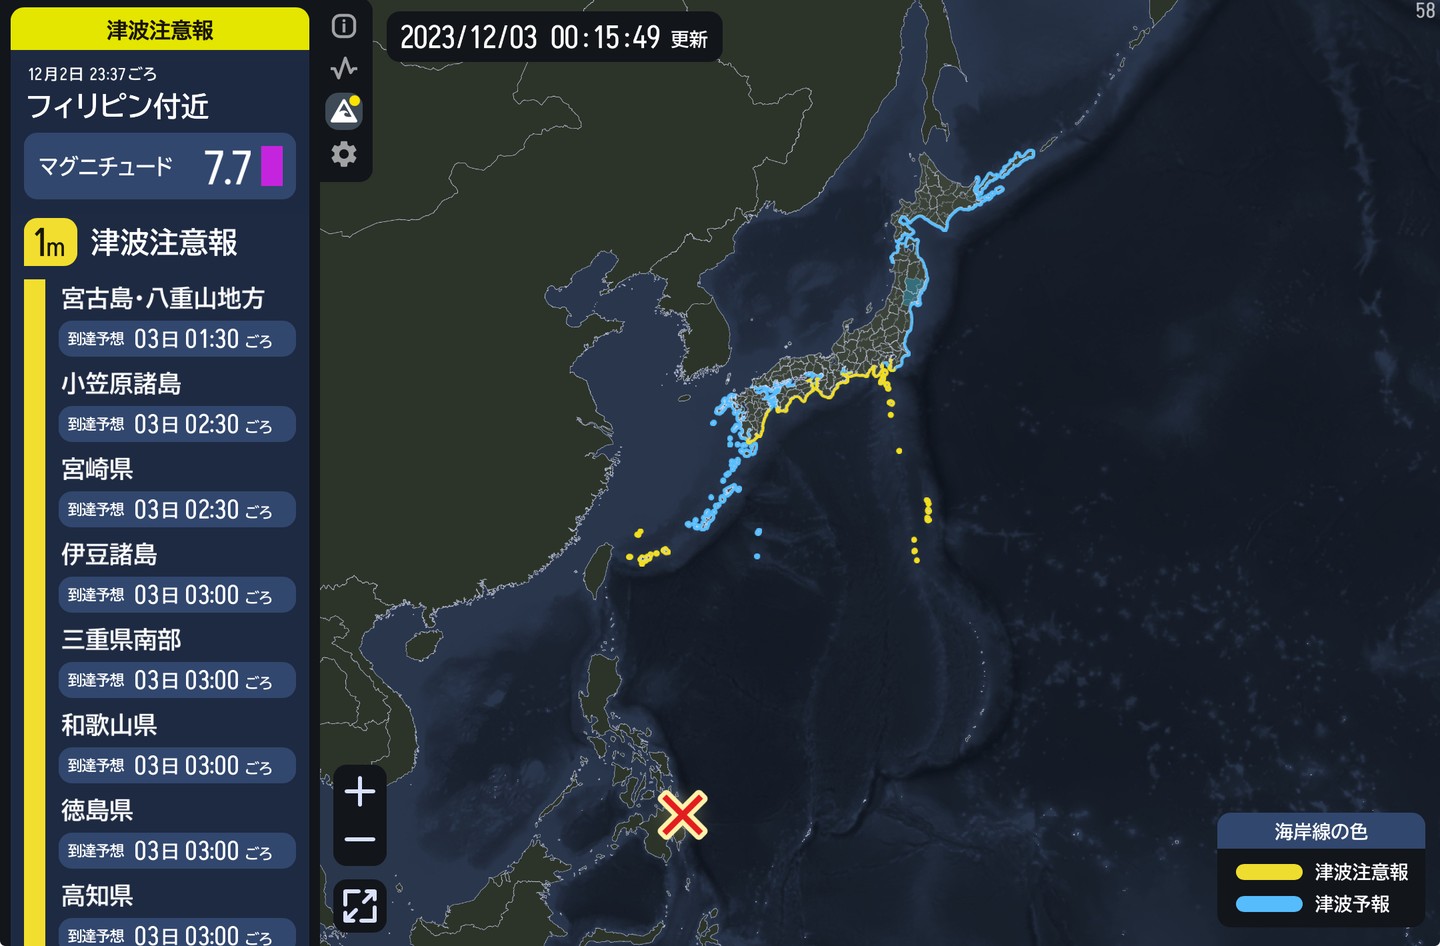 津波注意報
12月2日 23:37ごろ
フィリピン付近
マグニチュード 7.7
1m 津波注意報
宮古島・八重山地方
到達予想 03日 01:30 ごろ
小笠原諸島
到達予想 03日 02:30 ごろ
宮崎県
到達予想 03日 02:30 ごろ
伊豆諸島
到達予想 03日 03:00 ごろ
三重県南部
到達予想 03日 03:00 ごろ
和歌山県
到達予想 03日 03:00 ごろ
徳島県
到達予想 03日 03:00 ごろ
高知県
到達予想 03日 03:00 ごろ
2023/12/03 00:15:49 更新
58
海岸線の色
津波注意報
津波予報